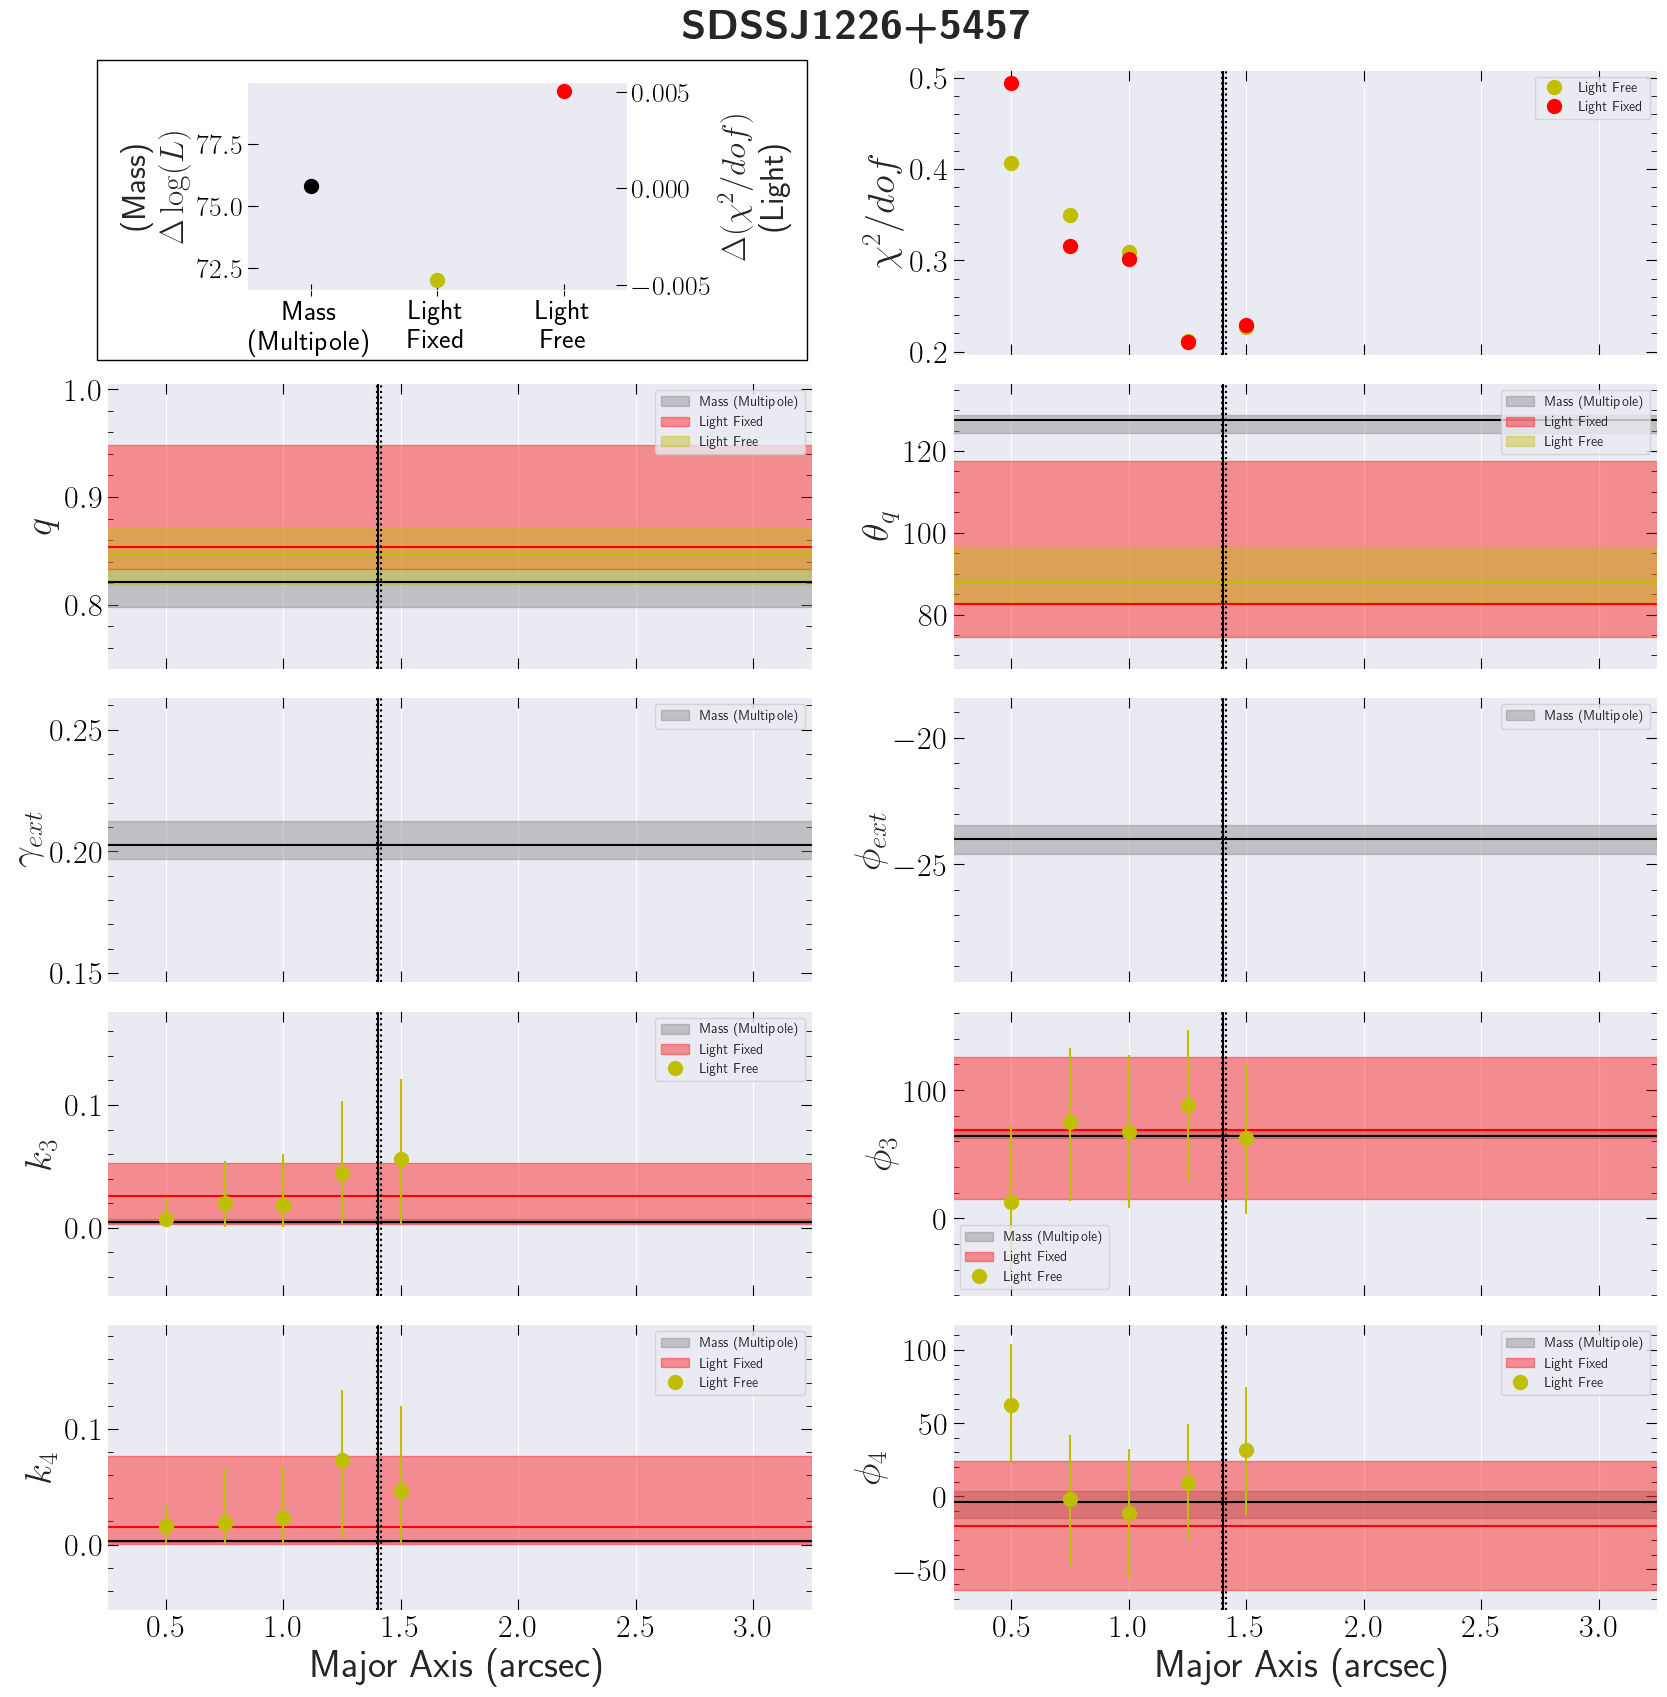 SDSSJ1226+5457
(Mass)
Δ log(L)
77.5
75.0
72.5
0.005
0.000
−0.005
Δ(χ²/dof)
(Light)
Mass
(Multipole)
Light
Fixed
Light
Free
χ²/dof
0.5
0.4
0.3
0.2
Light Free
Light Fixed
q
1.0
0.9
0.8
Mass (Multipole)
Light Fixed
Light Free
θ_q
120
100
80
Mass (Multipole)
Light Fixed
Light Free
γ_ext
0.25
0.20
0.15
Mass (Multipole)
ϕ_ext
−20
−25
Mass (Multipole)
k₃
0.1
0.0
Mass (Multipole)
Light Fixed
Light Free
ϕ₃
100
0
Mass (Multipole)
Light Fixed
Light Free
k₄
0.1
0.0
Mass (Multipole)
Light Fixed
Light Free
0.5 1.0 1.5 2.0 2.5 3.0
Major Axis (arcsec)
ϕ₄
100
50
0
−50
Mass (Multipole)
Light Fixed
Light Free
0.5 1.0 1.5 2.0 2.5 3.0
Major Axis (arcsec)